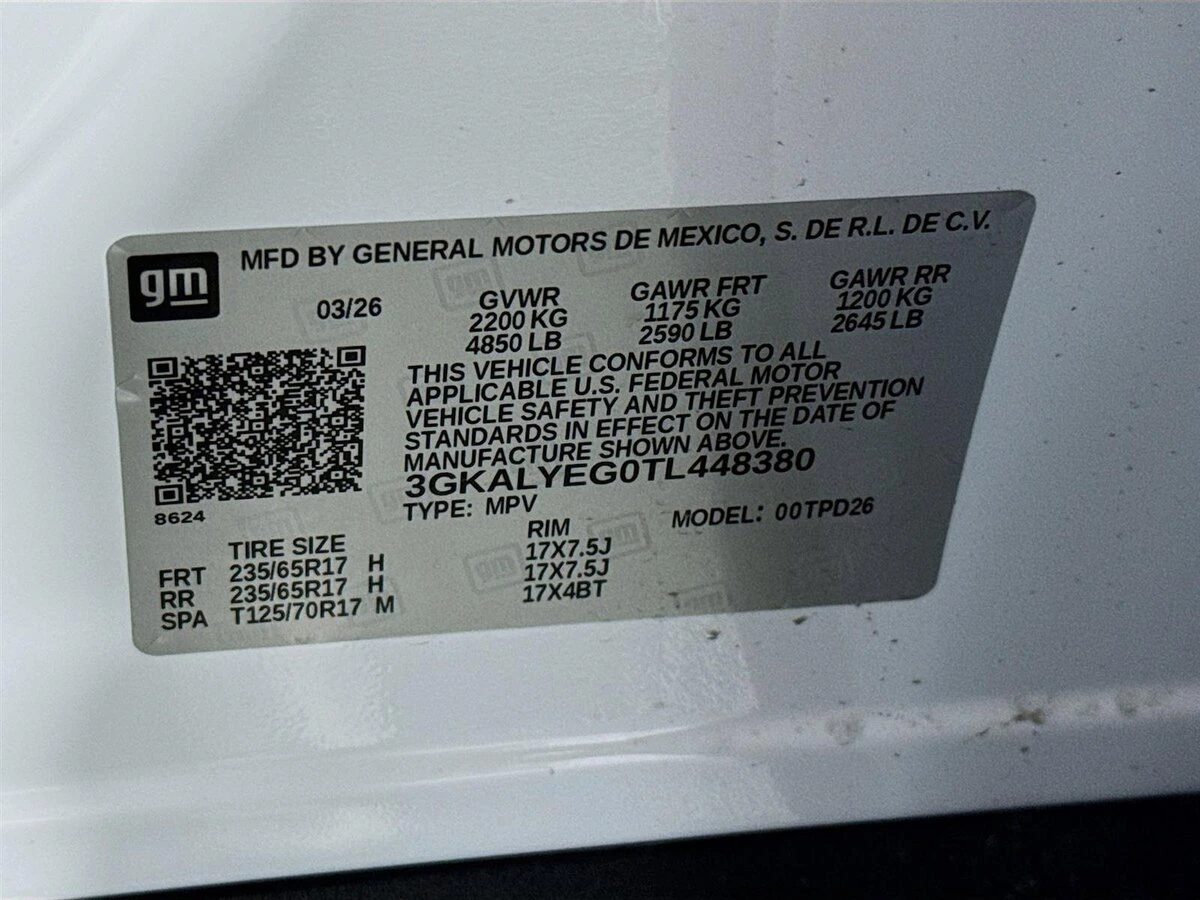 gm
MFD BY GENERAL MOTORS DE MEXICO, S. DE R.L. DE C.V.
03/26 GVWR GAWR FRT GAWR RR
2200 KG 1175 KG 1200 KG
4850 LB 2590 LB 2645 LB
THIS VEHICLE CONFORMS TO ALL
APPLICABLE U.S. FEDERAL MOTOR
VEHICLE SAFETY AND THEFT PREVENTION
STANDARDS IN EFFECT ON THE DATE OF
MANUFACTURE SHOWN ABOVE.
3GKALYEG0TL448380
8624
TYPE: MPV MODEL: 00TPD26
TIRE SIZE RIM
FRT 235/65R17 H 17X7.5J
RR 235/65R17 H 17X7.5J
SPA T125/70R17 M 17X4BT